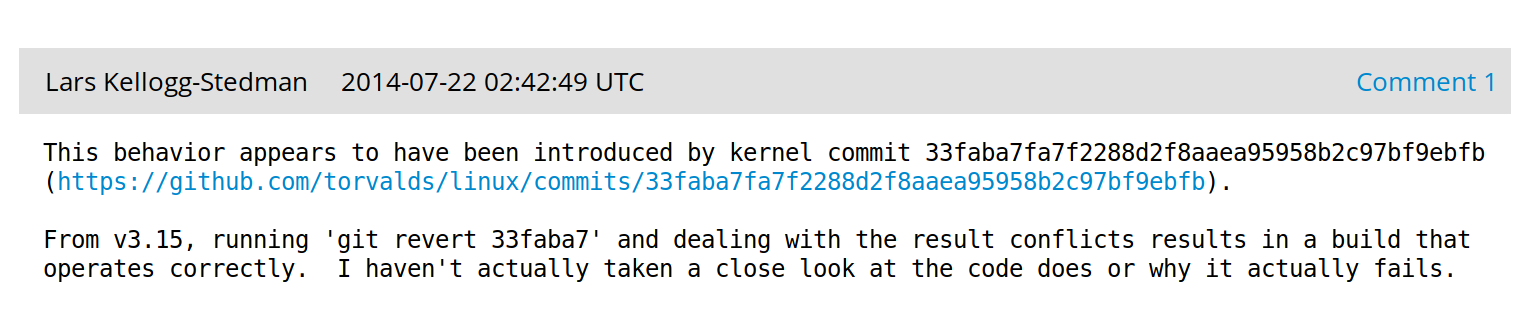 Lars Kellogg-Stedman 2014-07-22 02:42:49 UTC Comment 1
This behavior appears to have been introduced by kernel commit 33faba7fa7f2288d2f8aaea95958b2c97bf9ebfb
(https://github.com/torvalds/linux/commits/33faba7fa7f2288d2f8aaea95958b2c97bf9ebfb).
From v3.15, running 'git revert 33faba7' and dealing with the result conflicts results in a build that
operates correctly.  I haven't actually taken a close look at the code does or why it actually fails.